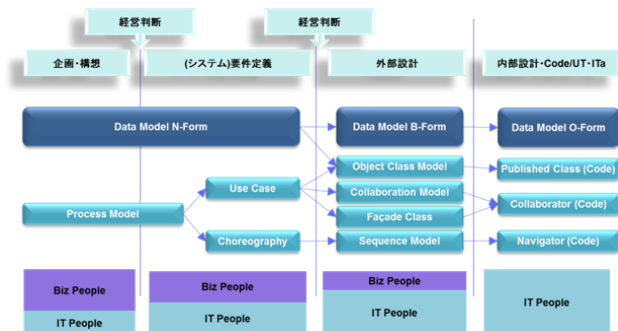 経営判断
経営判断
企画・構想
(システム)要件定義
外部設計
内部設計・Code/UT・ITa
Data Model N-Form
Data Model B-Form
Data Model O-Form
Object Class Model
Published Class (Code)
Use Case
Collaboration Model
Collaborator (Code)
Process Model
Façade Class
Choreography
Sequence Model
Navigator (Code)
Biz People
Biz People
Biz People
IT People
IT People
IT People
IT People